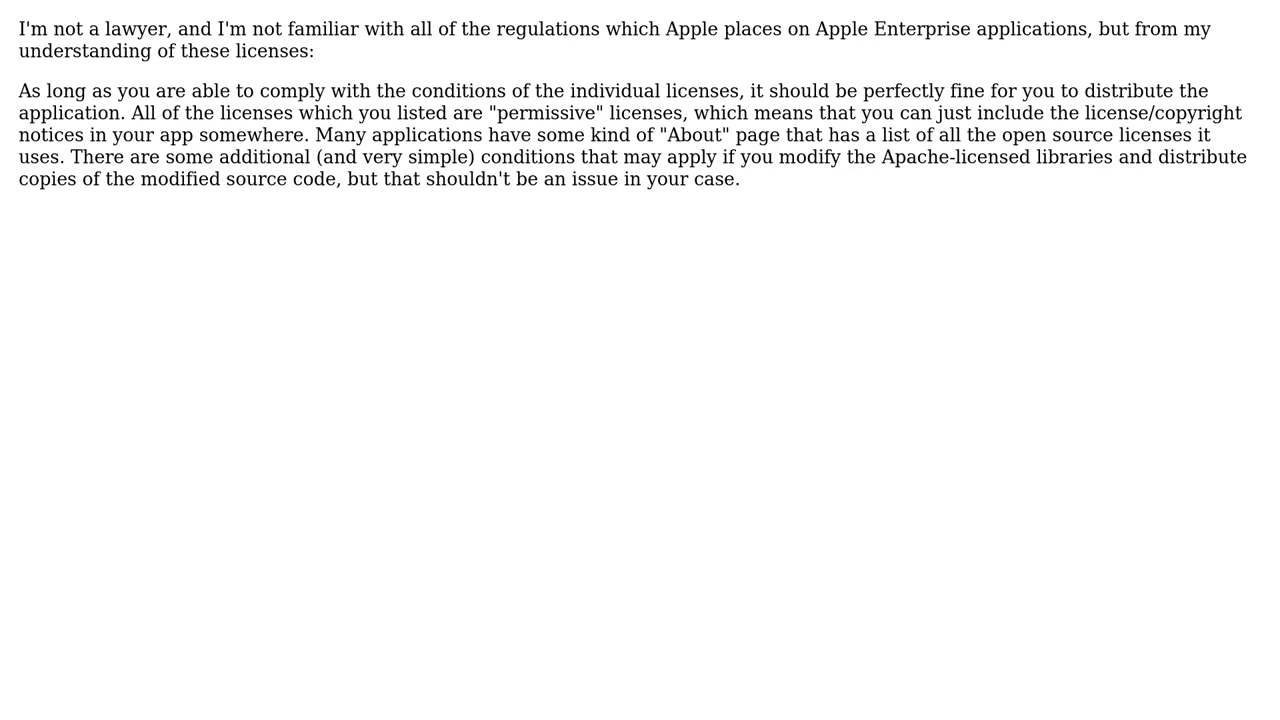 I'm not a lawyer, and I'm not familiar with all of the regulations which Apple places on Apple Enterprise applications, but from my
understanding of these licenses:
As long as you are able to comply with the conditions of the individual licenses, it should be perfectly fine for you to distribute the
application. All of the licenses which you listed are "permissive" licenses, which means that you can just include the license/copyright
notices in your app somewhere. Many applications have some kind of "About" page that has a list of all the open source licenses it
uses. There are some additional (and very simple) conditions that may apply if you modify the Apache-licensed libraries and distribute
copies of the modified source code, but that shouldn't be an issue in your case.